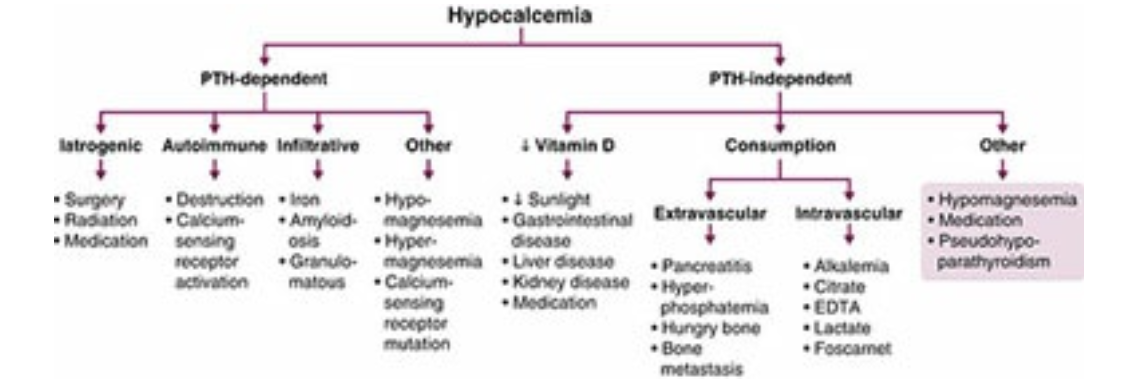 Hypocalcemia
PTH-dependent
PTH-independent
Iatrogenic
Autoimmune
Infiltrative
Other
↓ Vitamin D
Consumption
Other
• Surgery
• Radiation
• Medication
• Destruction
• Calcium-
sensing
receptor
activation
• Iron
• Amyloid-
osis
• Granulo-
matous
• Hypo-
magnesemia
• Hyper-
magnesemia
• Calcium-
sensing
receptor
mutation
• ↓ Sunlight
• Gastrointestinal
disease
• Liver disease
• Kidney disease
• Medication
Extravascular
• Pancreatitis
• Hyper-
phosphatemia
• Hungry bone
• Bone
metastasis
Intravascular
• Alkalemia
• Citrate
• EDTA
• Lactate
• Foscarnet
• Hypomagnesemia
• Medication
• Pseudohypo-
parathyroidism